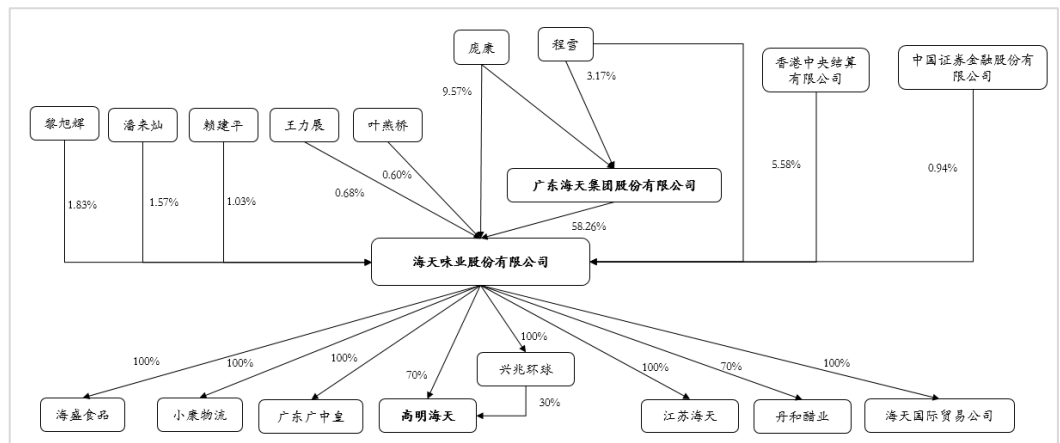 庞康
程雪
香港中央结算
有限公司
中国证券金融股份有
限公司
9.57%
3.17%
黎旭辉
潘来灿
赖建平
王力展
叶燕桥
5.58%
0.94%
0.60%
广东海天集团股份有限公司
0.68%
1.83%
1.57%
1.03%
58.26%
海天味业股份有限公司
100%
100%
100%
100%
70%
兴兆环球
100%
70%
100%
30%
海盛食品
小康物流
广东广中皇
高明海天
江苏海天
丹和醋业
海天国际贸易公司